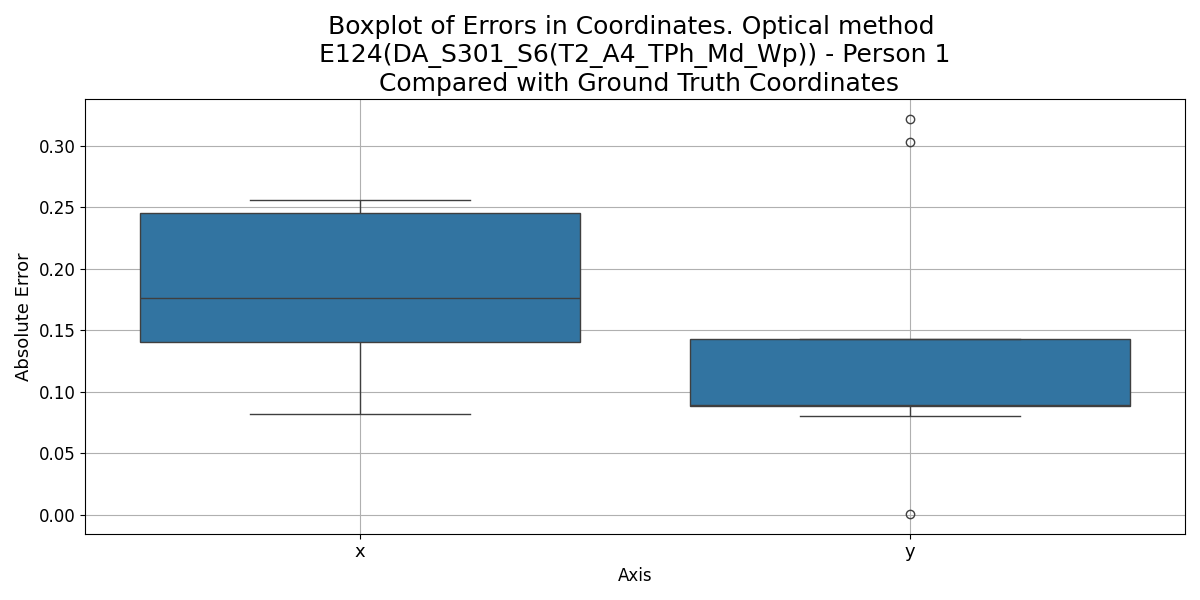 Boxplot of Errors in Coordinates. Optical method
E124(DA_S301_S6(T2_A4_TPh_Md_Wp)) - Person 1
Compared with Ground Truth Coordinates
Absolute Error
0.30
0.25
0.20
0.15
0.10
0.05
0.00
x
y
Axis